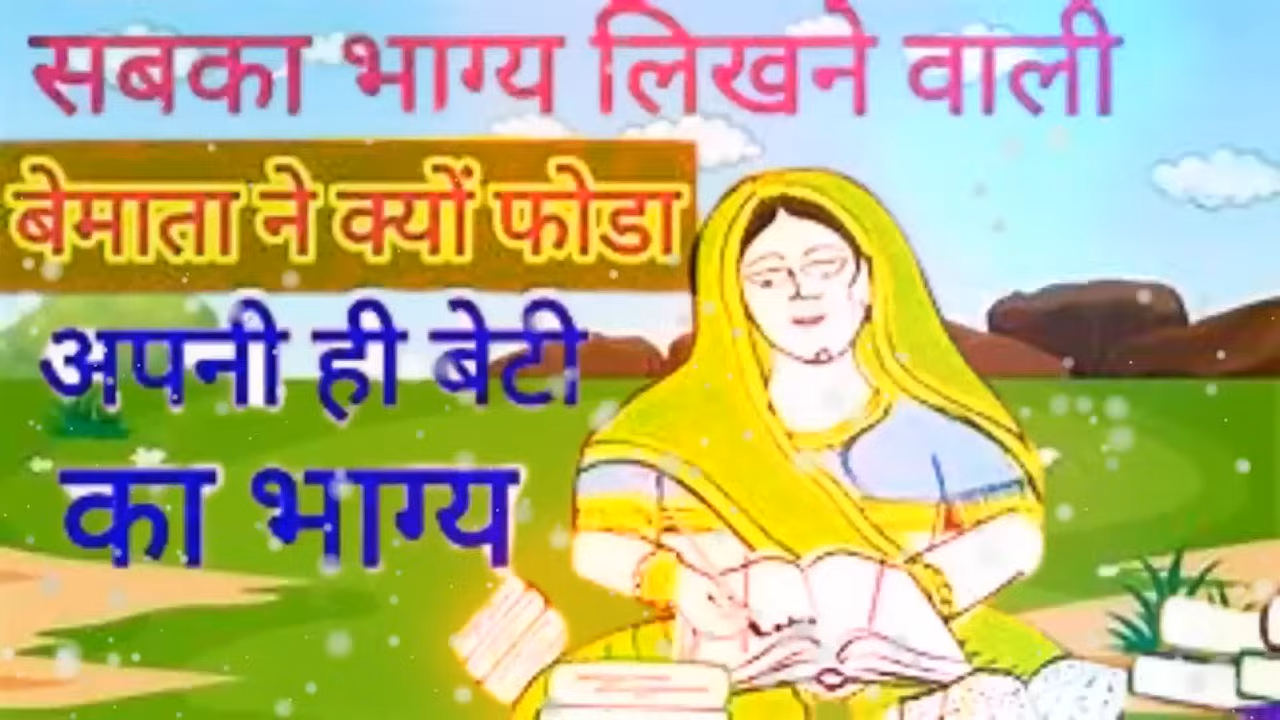 सबका भाग्य लिखने वाली
बेमाता ने क्यों फोडा
अपनी ही बेटी
का भाग्य